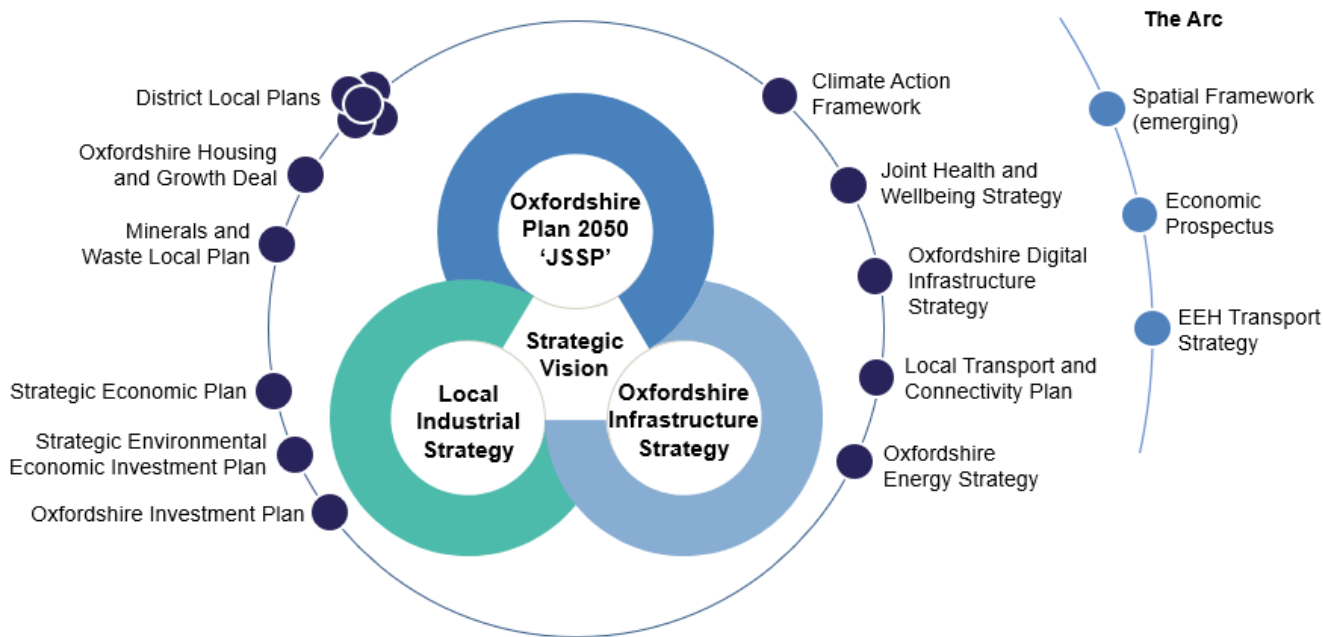 The Arc
District Local Plans
Oxfordshire Housing
and Growth Deal
Minerals and
Waste Local Plan
Strategic Economic Plan
Strategic Environmental
Economic Investment Plan
Oxfordshire Investment Plan
Oxfordshire
Plan 2050
‘JSSP’
Strategic
Vision
Local
Industrial
Strategy
Oxfordshire
Infrastructure
Strategy
Climate Action
Framework
Joint Health and
Wellbeing Strategy
Oxfordshire Digital
Infrastructure
Strategy
Local Transport and
Connectivity Plan
Oxfordshire
Energy Strategy
Spatial Framework
(emerging)
Economic
Prospectus
EEH Transport
Strategy